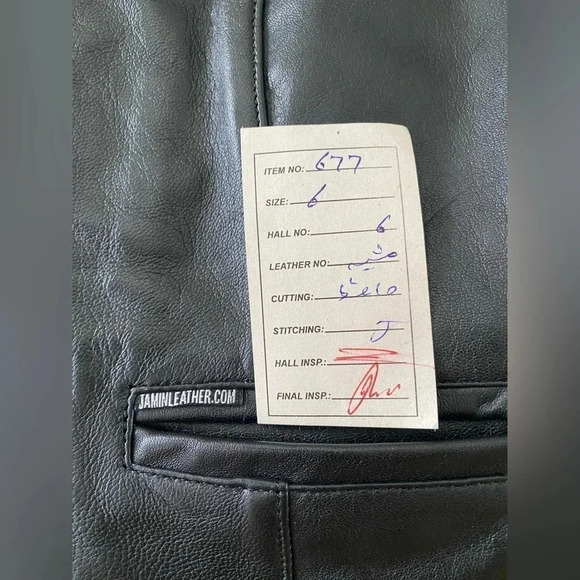 ITEM NO: 677
SIZE: 6
HALL NO: 6
LEATHER NO:
CUTTING:
STITCHING: J
HALL INSP.:
FINAL INSP.:
JAMINLEATHER.COM